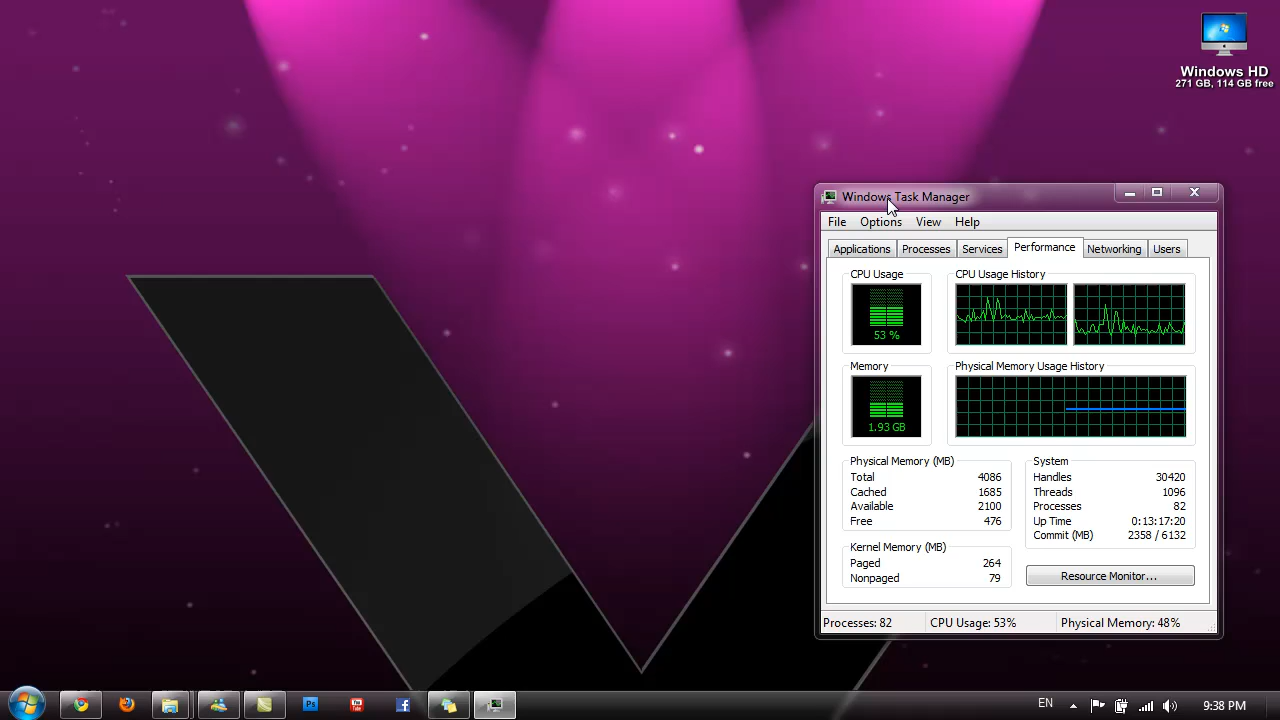 Windows HD
271 GB, 114 GB free
Windows Task Manager
File Options View Help
Applications Processes Services Performance Networking Users
CPU Usage
53 %
CPU Usage History
Memory
1.93 GB
Physical Memory Usage History
Physical Memory (MB)
Total 4086
Cached 1685
Available 2100
Free 476
Kernel Memory (MB)
Paged 264
Nonpaged 79
System
Handles 30420
Threads 1096
Processes 82
Up Time 0:13:17:20
Commit (MB) 2358 / 6132
Resource Monitor...
Processes: 82 CPU Usage: 53% Physical Memory: 48%
Ps You Tube f EN 9:38 PM